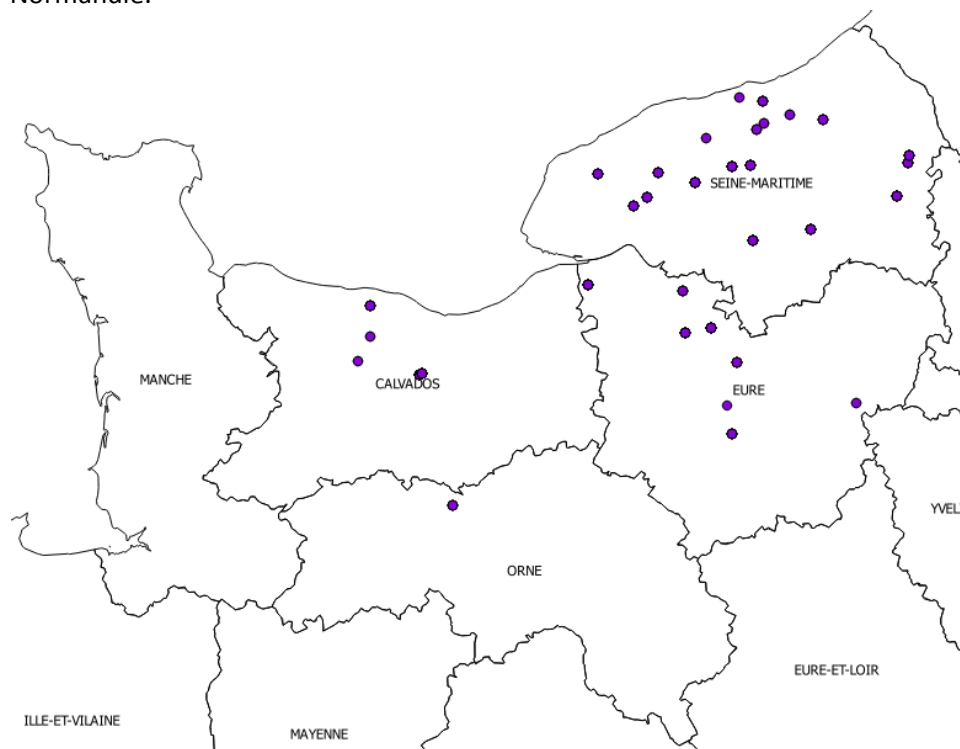 Normandie.
SEINE-MARITIME
MANCHE
CALVADOS
EURE
YVEL
ORNE
EURE-ET-LOIR
ILLE-ET-VILAINE
MAYENNE